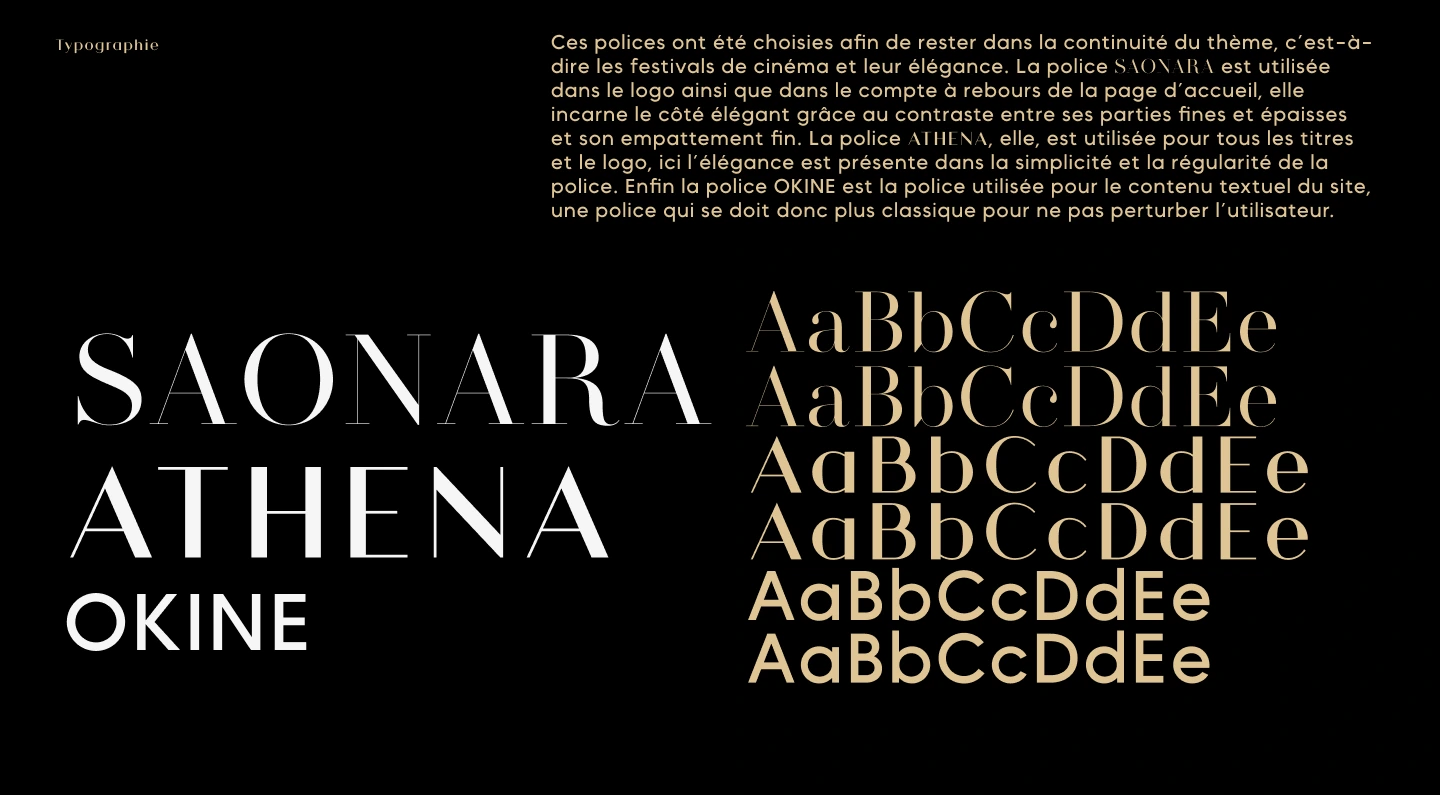 Typographie
Ces polices ont été choisies afin de rester dans la continuité du thème, c’est-à-
dire les festivals de cinéma et leur élégance. La police SAONARA est utilisée
dans le logo ainsi que dans le compte à rebours de la page d’accueil, elle
incarne le côté élégant grâce au contraste entre ses parties fines et épaisses
et son empattement fin. La police ATHENA, elle, est utilisée pour tous les titres
et le logo, ici l’élégance est présente dans la simplicité et la régularité de la
police. Enfin la police OKINE est la police utilisée pour le contenu textuel du site,
une police qui se doit donc plus classique pour ne pas perturber l’utilisateur.
SAONARA
ATHENA
OKINE
AaBbCcDdEe
AaBbCcDdEe
AaBbCcDdEe
AaBbCcDdEe
AaBbCcDdEe
AaBbCcDdEe